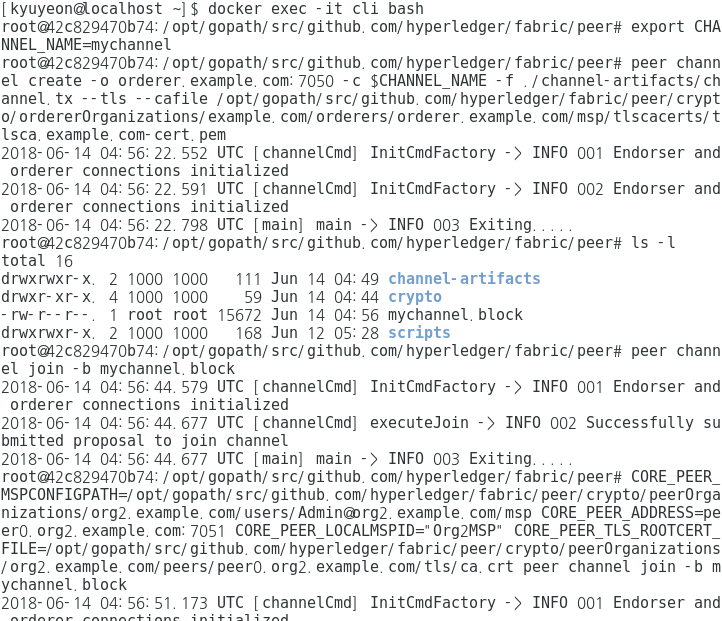 [kyuyeon@localhost ~]$ docker exec -it cli bash
root@42c829470b74:/opt/gopath/src/github.com/hyperledger/fabric/peer# export CHA
NNEL_NAME=mychannel
root@42c829470b74:/opt/gopath/src/github.com/hyperledger/fabric/peer# peer chann
el create -o orderer.example.com:7050 -c $CHANNEL_NAME -f ./channel-artifacts/ch
annel.tx --tls --cafile /opt/gopath/src/github.com/hyperledger/fabric/peer/crypt
o/ordererOrganizations/example.com/orderers/orderer.example.com/msp/tlscacerts/t
lsca.example.com-cert.pem
2018-06-14 04:56:22.552 UTC [channelCmd] InitCmdFactory -> INFO 001 Endorser and
 orderer connections initialized
2018-06-14 04:56:22.591 UTC [channelCmd] InitCmdFactory -> INFO 002 Endorser and
 orderer connections initialized
2018-06-14 04:56:22.798 UTC [main] main -> INFO 003 Exiting.....
root@42c829470b74:/opt/gopath/src/github.com/hyperledger/fabric/peer# ls -l
total 16
drwxrwxr-x. 2 1000 1000   111 Jun 14 04:49 channel-artifacts
drwxr-xr-x. 4 1000 1000    59 Jun 14 04:44 crypto
-rw-r--r--. 1 root root 15672 Jun 14 04:56 mychannel.block
drwxrwxr-x. 2 1000 1000   168 Jun 12 05:28 scripts
root@42c829470b74:/opt/gopath/src/github.com/hyperledger/fabric/peer# peer chann
el join -b mychannel.block
2018-06-14 04:56:44.579 UTC [channelCmd] InitCmdFactory -> INFO 001 Endorser and
 orderer connections initialized
2018-06-14 04:56:44.677 UTC [channelCmd] executeJoin -> INFO 002 Successfully su
bmitted proposal to join channel
2018-06-14 04:56:44.677 UTC [main] main -> INFO 003 Exiting.....
root@42c829470b74:/opt/gopath/src/github.com/hyperledger/fabric/peer# CORE_PEER_
MSPCONFIGPATH=/opt/gopath/src/github.com/hyperledger/fabric/peer/crypto/peerOrga
nizations/org2.example.com/users/Admin@org2.example.com/msp CORE_PEER_ADDRESS=pe
er0.org2.example.com:7051 CORE_PEER_LOCALMSPID="Org2MSP" CORE_PEER_TLS_ROOTCERT_
FILE=/opt/gopath/src/github.com/hyperledger/fabric/peer/crypto/peerOrganizations
/org2.example.com/peers/peer0.org2.example.com/tls/ca.crt peer channel join -b m
ychannel.block
2018-06-14 04:56:51.173 UTC [channelCmd] InitCmdFactory -> INFO 001 Endorser and
 orderer connections initialized